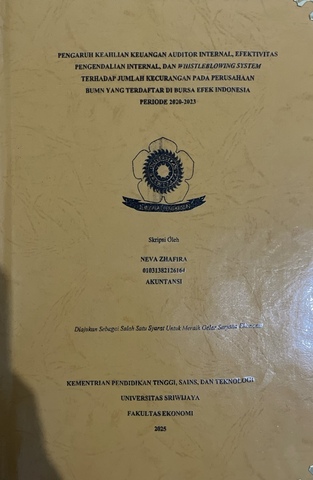 PENGARUH KEAHLIAN KEUANGAN AUDITOR INTERNAL, EFEKTIVITAS
PENGENDALIAN INTERNAL, DAN WHISTLEBLOWING SYSTEM
TERHADAP JUMLAH KECURANGAN PADA PERUSAHAAN
BUMN YANG TERDAFTAR DI BURSA EFEK INDONESIA
PERIODE 2020-2023
Skripsi Oleh
NEVA ZHAFIRA
01031382126164
AKUNTANSI
Diajukan Sebagai Salah Satu Syarat Untuk Meraih Gelar Sarjana Ekonomi
KEMENTRIAN PENDIDIKAN TINGGI, SAINS, DAN TEKNOLOGI
UNIVERSITAS SRIWIJAYA
FAKULTAS EKONOMI
2025